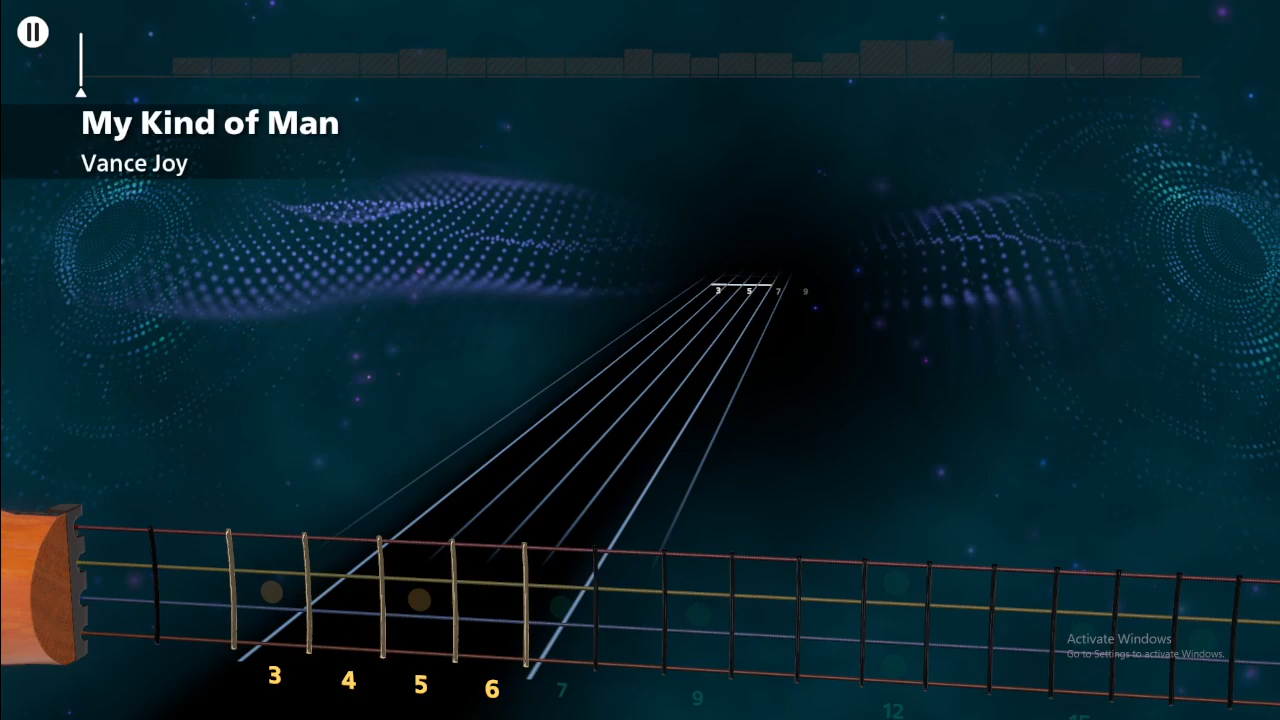 My Kind of Man
Vance Joy
3 5 7 9
Activate Windows
Go to Settings to activate Windows.
3 4 5 6 7 9 12